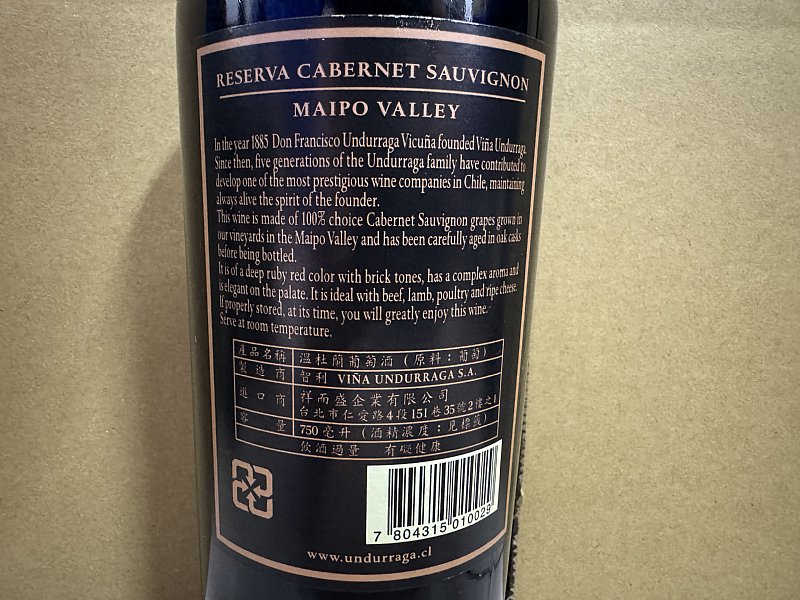 RESERVA CABERNET SAUVIGNON
MAIPO VALLEY
In the year 1885 Don Francisco Undurraga Vicuña founded Viña Undurraga.
Since then, five generations of the Undurraga family have contributed to
develop one of the most prestigious wine companies in Chile, maintaining
always alive the spirit of the founder.
This wine is made of 100% choice Cabernet Sauvignon grapes grown in
our vineyards in the Maipo Valley and has been carefully aged in oak casks
before being bottled.
It is of a deep ruby red color with brick tones, has a complex aroma and
is elegant on the palate. It is ideal with beef, lamb, poultry and ripe cheese.
If properly stored, at its time, you will greatly enjoy this wine.
Serve at room temperature.
產品名稱 溫杜蘭葡萄酒 (原料:葡萄)
製造商 智利 VIÑA UNDURRAGA S.A.
進口商 祥而盛企業有限公司
台北市仁愛路4段151巷35號2樓之1
容量 750毫升 (酒精濃度:見標籤)
飲酒過量 有礙健康
7 804315 010029
www.undurraga.cl